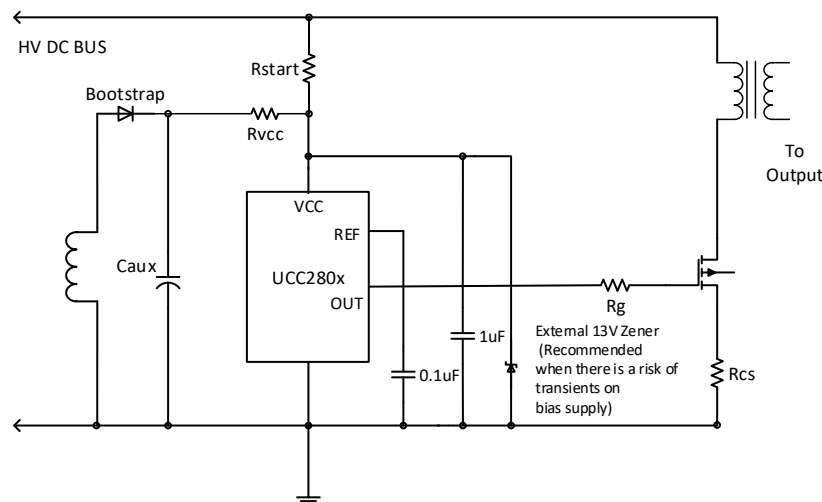 HV DC BUS
Rstart
Bootstrap
Rvcc
To
Output
VCC
REF
Caux
UCC280x
OUT
Rg
1uF
External 13V Zener
(Recommended
when there is a risk of
transients on
bias supply)
0.1uF
Rcs